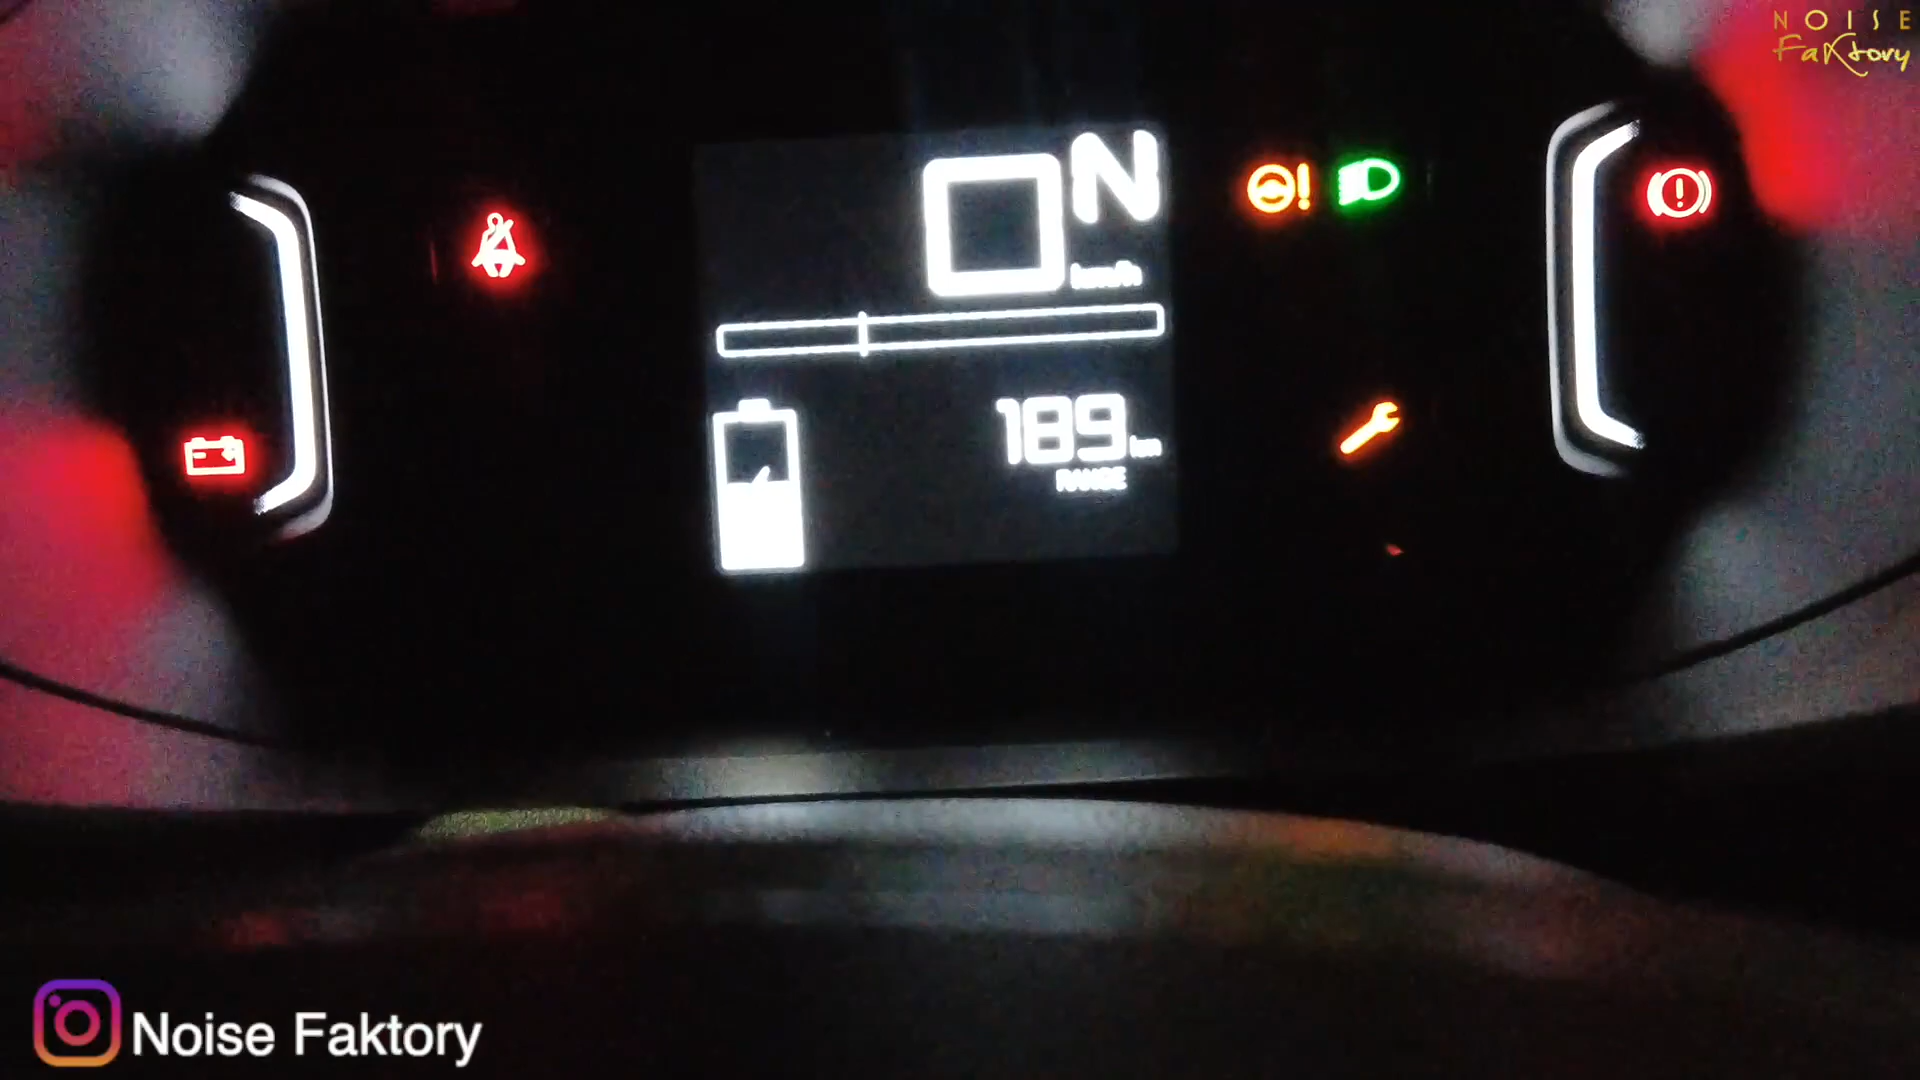 NOISE
FaKtory
0 N
km/h
189 km
RANGE
Noise Faktory